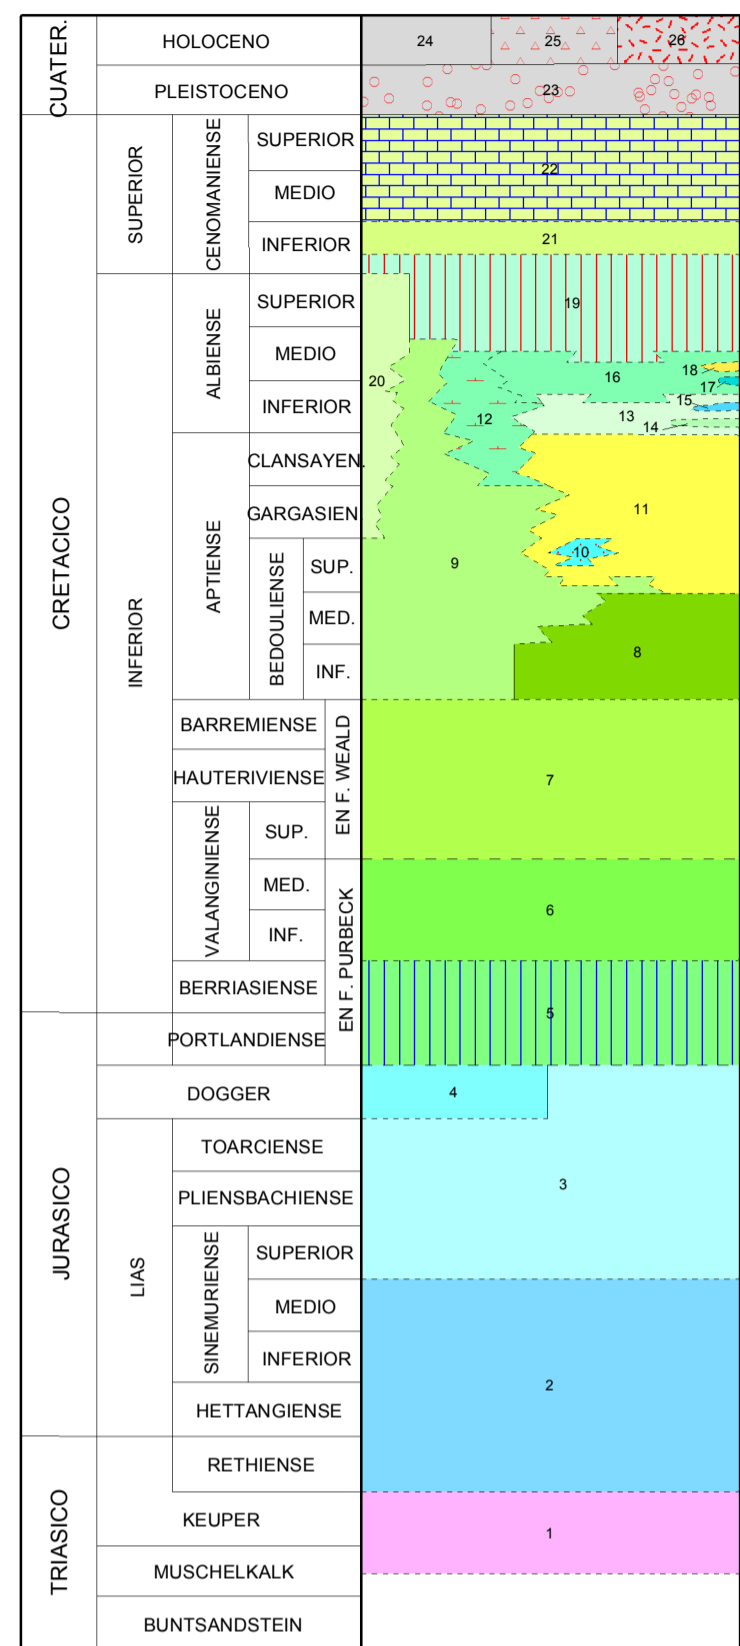 CUATER.
HOLOCENO
24
25
26
PLEISTOCENO
23
CRETACICO
SUPERIOR
CENOMANIENSE
SUPERIOR
22
MEDIO
INFERIOR
21
INFERIOR
ALBIENSE
SUPERIOR
19
MEDIO
20
16
18
17
INFERIOR
12
13
15
14
APTIENSE
CLANSAYEN.
GARGASIEN.
11
BEDOULIENSE
SUP.
9
10
MED.
INF.
8
BARREMIENSE
EN F. WEALD
HAUTERIVIENSE
7
VALANGINIENSE
SUP.
MED.
EN F. PURBECK
6
INF.
BERRIASIENSE
5
JURASICO
PORTLANDIENSE
DOGGER
4
LIAS
TOARCIENSE
PLIENSBACHIENSE
3
SINEMURIENSE
SUPERIOR
MEDIO
INFERIOR
2
HETTANGIENSE
TRIASICO
RETHIENSE
KEUPER
1
MUSCHELKALK
BUNTSANDSTEIN